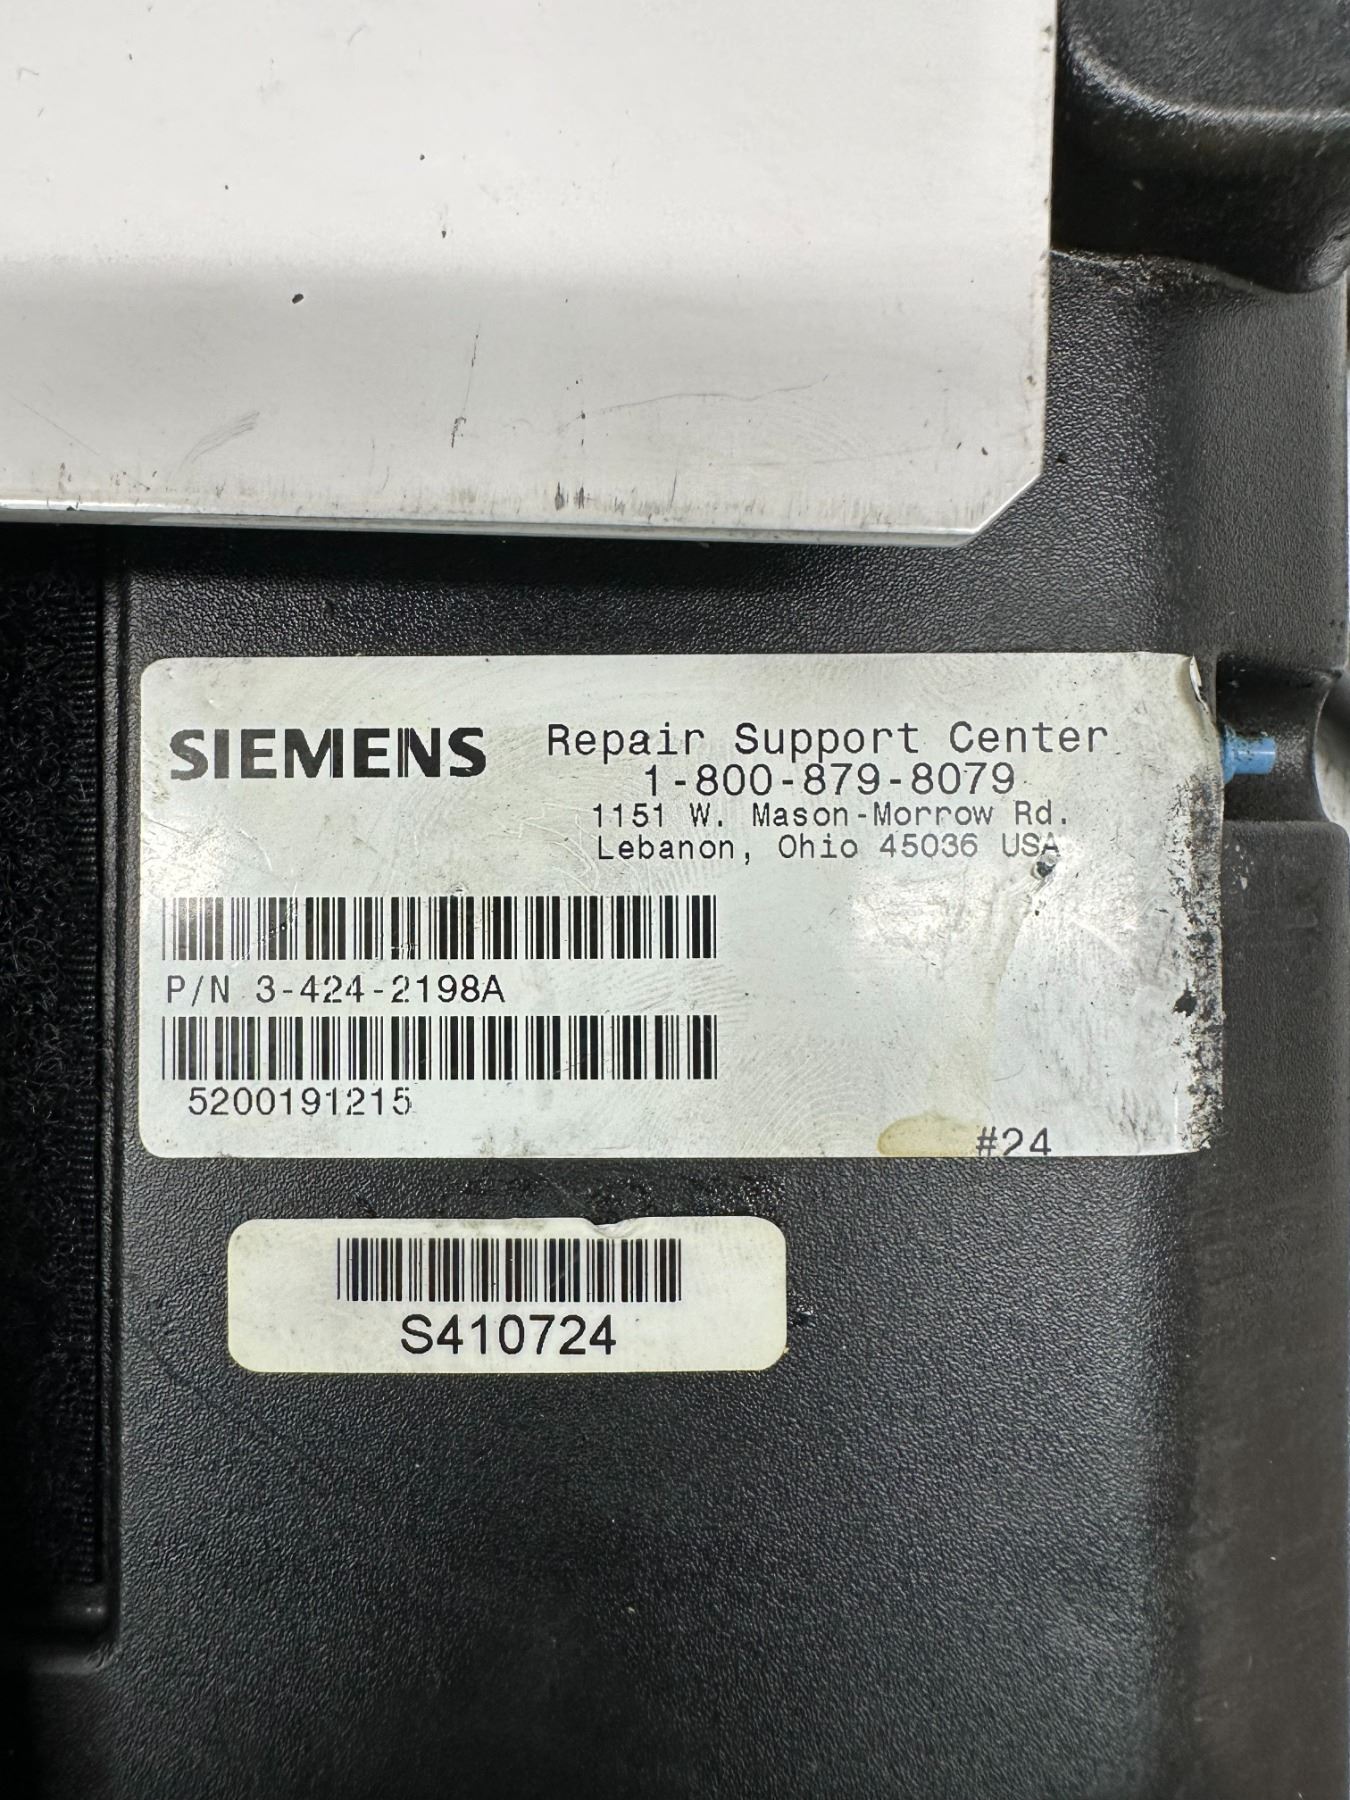 SIEMENS
Repair Support Center
1-800-879-8079
1151 W. Mason-Morrow Rd.
Lebanon, Ohio 45036 USA
P/N 3-424-2198A
5200191215
#24
S410724